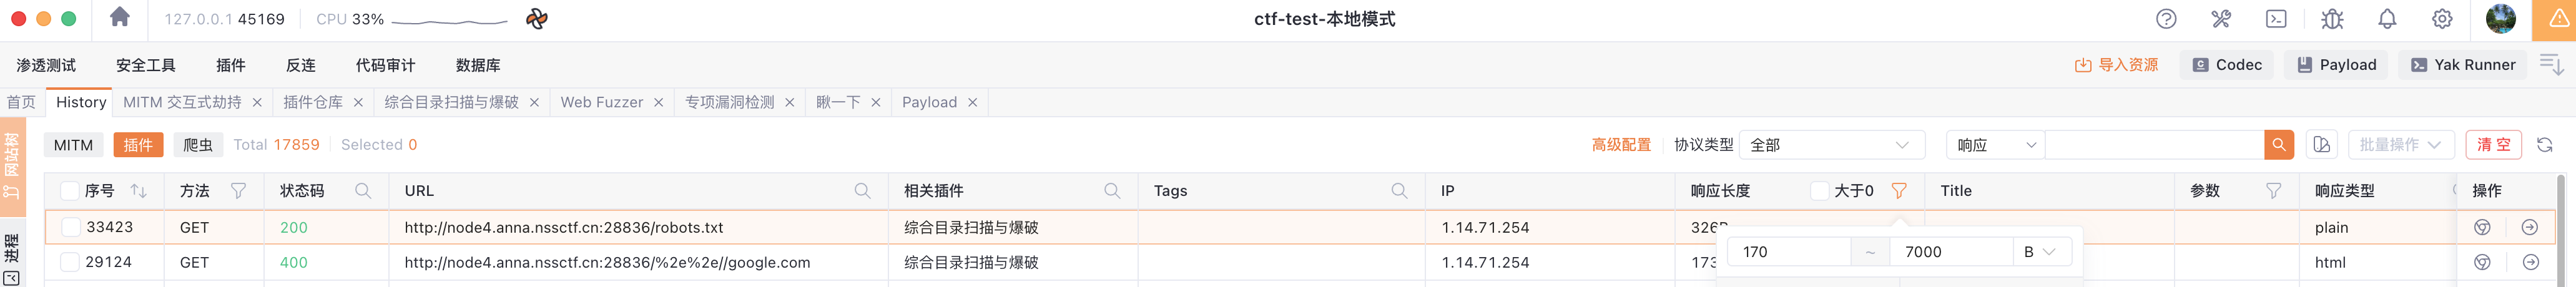 127.0.0.1 45169 CPU 33% ctf-test-本地模式
渗透测试 安全工具 插件 反连 代码审计 数据库 导入资源 Codec Payload Yak Runner
首页 History MITM 交互式劫持 插件仓库 综合目录扫描与爆破 Web Fuzzer 专项漏洞检测 瞅一下 Payload
网站树
MITM 插件 爬虫 Total 17859 Selected 0 高级配置 协议类型 全部 响应 批量操作 清空
序号 方法 状态码 URL 相关插件 Tags IP 响应长度 大于0 Title 参数 响应类型 操作
33423 GET 200 http://node4.anna.nssctf.cn:28836/robots.txt 综合目录扫描与爆破 1.14.71.254 326B plain
170 ~ 7000 B
进程
29124 GET 400 http://node4.anna.nssctf.cn:28836/%2e%2e//google.com 综合目录扫描与爆破 1.14.71.254 173 html